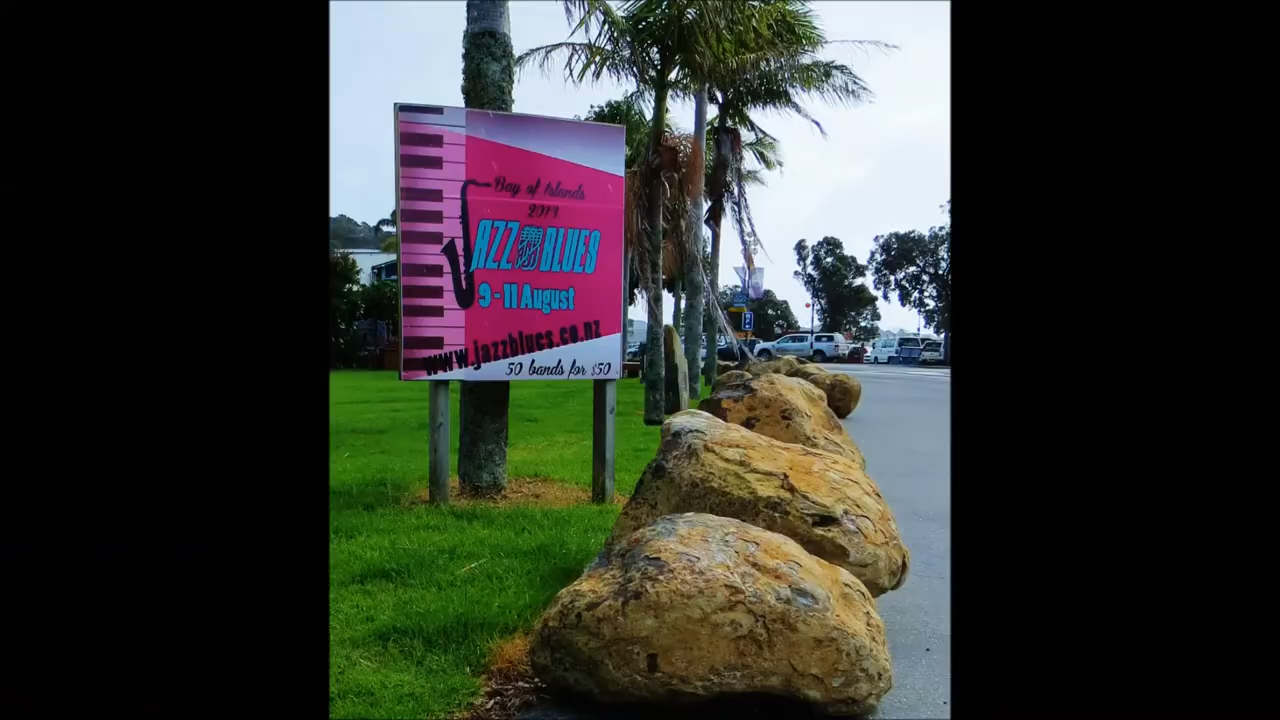 Bay of Islands
2013
JAZZ BLUES
9-11 August
www.jazzblues.co.nz
50 bands for $50
P